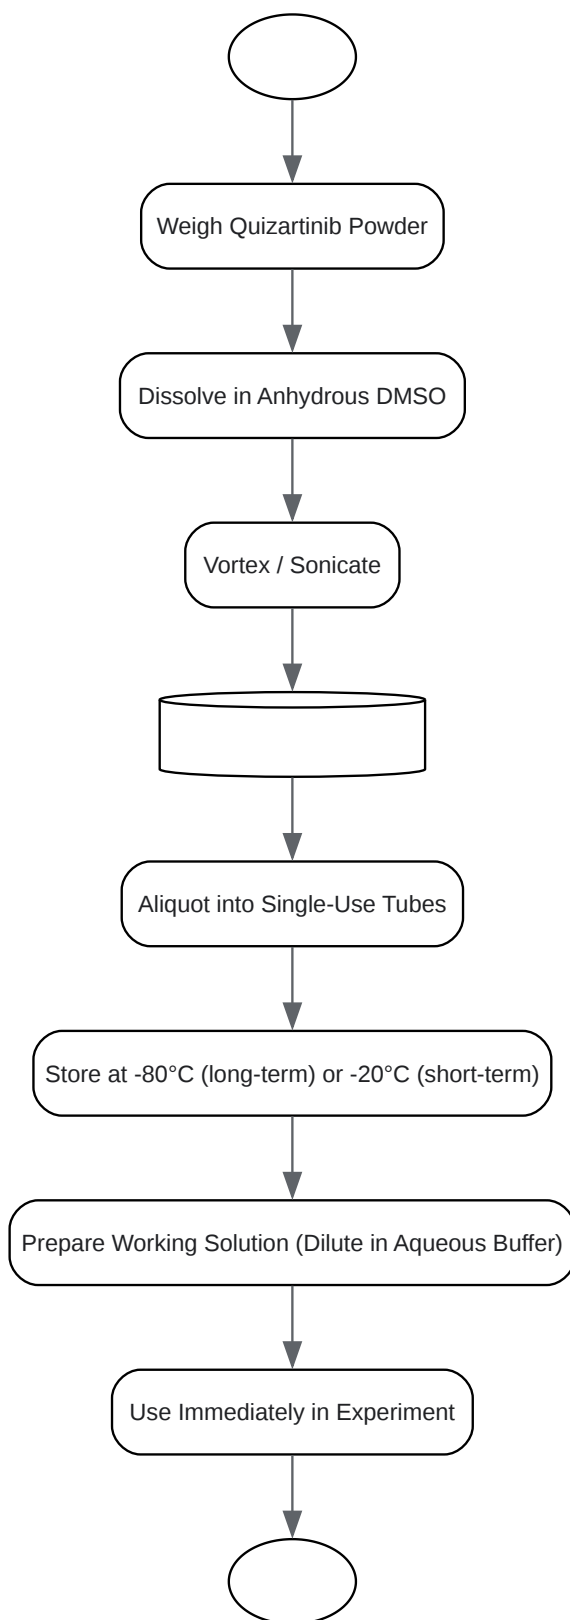 Weigh Quizartinib Powder
Dissolve in Anhydrous DMSO
Vortex / Sonicate
Aliquot into Single-Use Tubes
Store at -80°C (long-term) or -20°C (short-term)
Prepare Working Solution (Dilute in Aqueous Buffer)
Use Immediately in Experiment